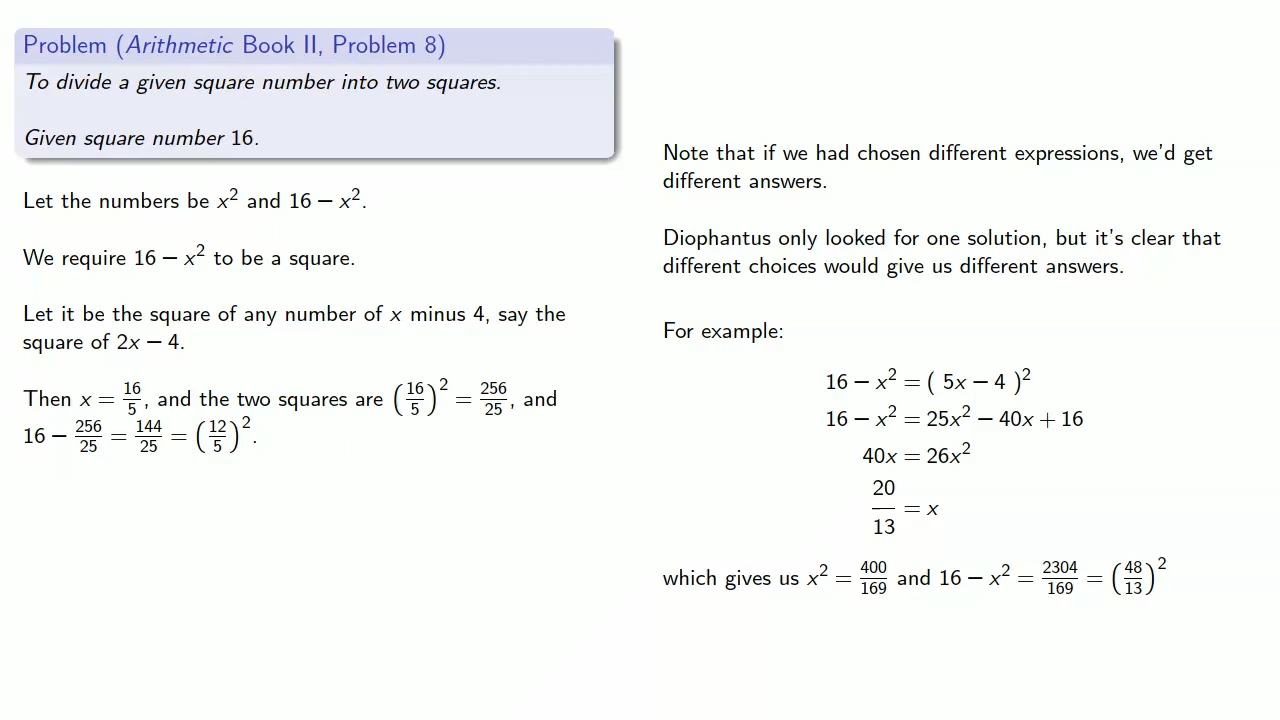 Problem (Arithmetic Book II, Problem 8)
To divide a given square number into two squares.
Given square number 16.
Let the numbers be x² and 16 − x².
We require 16 − x² to be a square.
Let it be the square of any number of x minus 4, say the
square of 2x − 4.
Then x = 16/5, and the two squares are (16/5)² = 256/25, and
16 − 256/25 = 144/25 = (12/5)².
Note that if we had chosen different expressions, we'd get
different answers.
Diophantus only looked for one solution, but it's clear that
different choices would give us different answers.
For example:
16 − x² = ( 5x − 4 )²
16 − x² = 25x² − 40x + 16
40x = 26x²
20/13 = x
which gives us x² = 400/169 and 16 − x² = 2304/169 = (48/13)²